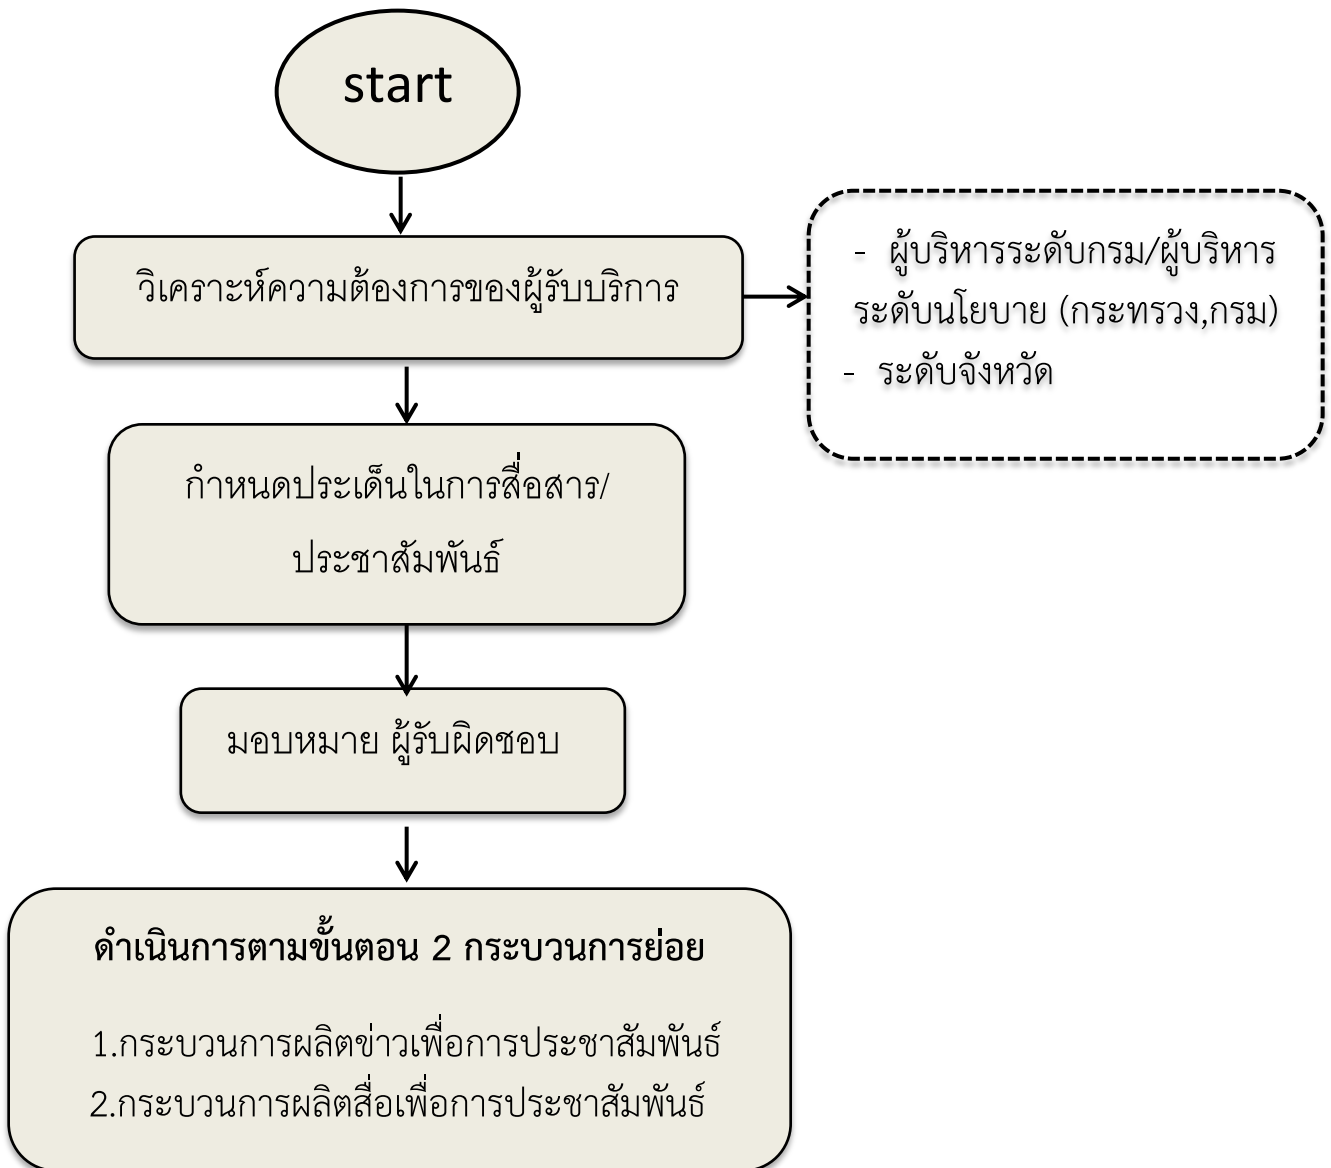 start
วิเคราะห์ความต้องการของผู้รับบริการ
- ผู้บริหารระดับกรม/ผู้บริหาร
ระดับนโยบาย (กระทรวง,กรม)
- ระดับจังหวัด
กำหนดประเด็นในการสื่อสาร/
ประชาสัมพันธ์
มอบหมาย ผู้รับผิดชอบ
ดำเนินการตามขั้นตอน 2 กระบวนการย่อย
1.กระบวนการผลิตข่าวเพื่อการประชาสัมพันธ์
2.กระบวนการผลิตสื่อเพื่อการประชาสัมพันธ์